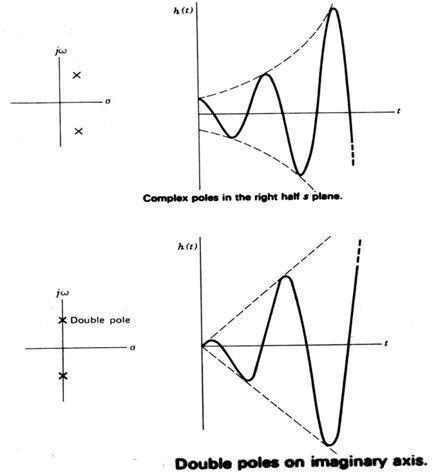 h(t)
jω
σ
t
Complex poles in the right half s plane.
h(t)
jω
Double pole
σ
t
Double poles on imaginary axis.